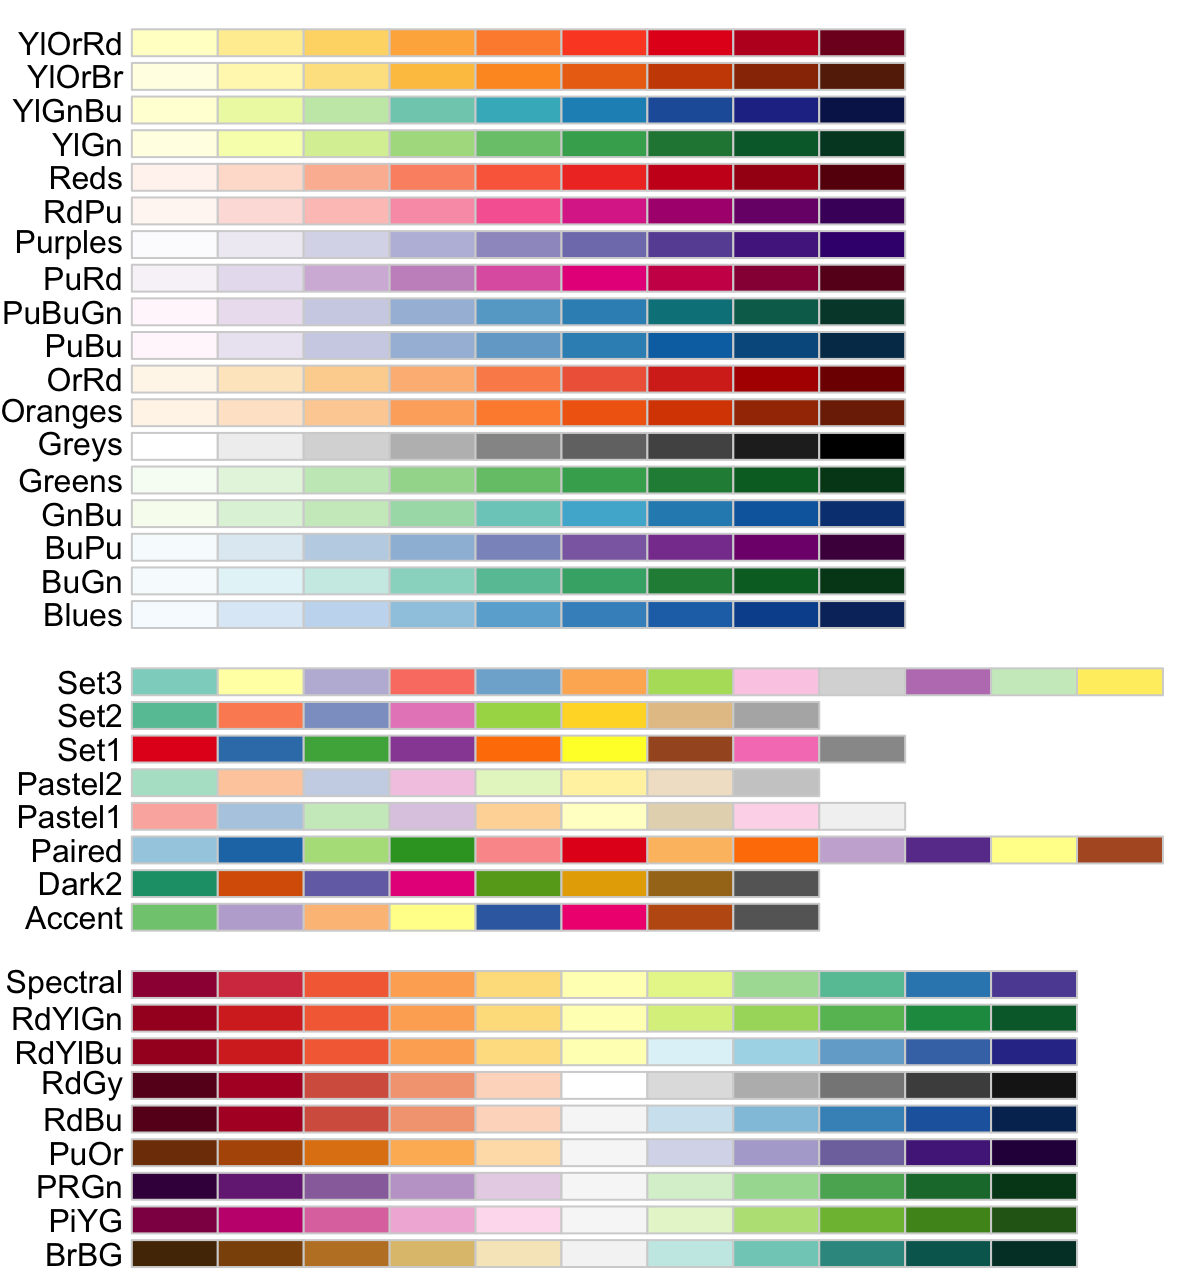 YlOrRd
YlOrBr
YlGnBu
YlGn
Reds
RdPu
Purples
PuRd
PuBuGn
PuBu
OrRd
Oranges
Greys
Greens
GnBu
BuPu
BuGn
Blues
Set3
Set2
Set1
Pastel2
Pastel1
Paired
Dark2
Accent
Spectral
RdYlGn
RdYlBu
RdGy
RdBu
PuOr
PRGn
PiYG
BrBG